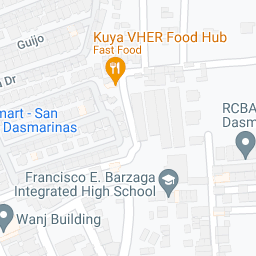 Guijo
Kuya VHER Food Hub
Fast Food
Dr
mart - San
Dasmarinas
RCBA
Dasm
Francisco E. Barzaga
Integrated High School
Wanj Building